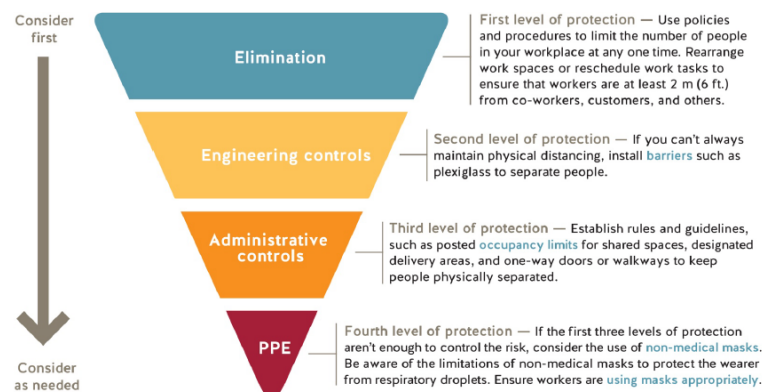 Consider
first
Elimination
First level of protection — Use policies
and procedures to limit the number of people
in your workplace at any one time. Rearrange
work spaces or reschedule work tasks to
ensure that workers are at least 2 m (6 ft.)
from co-workers, customers, and others.
Engineering controls
Second level of protection — If you can't always
maintain physical distancing, install barriers such as
plexiglass to separate people.
Administrative
controls
Third level of protection — Establish rules and guidelines,
such as posted occupancy limits for shared spaces, designated
delivery areas, and one-way doors or walkways to keep
people physically separated.
PPE
Fourth level of protection — If the first three levels of protection
aren't enough to control the risk, consider the use of non-medical masks.
Be aware of the limitations of non-medical masks to protect the wearer
from respiratory droplets. Ensure workers are using masks appropriately.
Consider
as needed